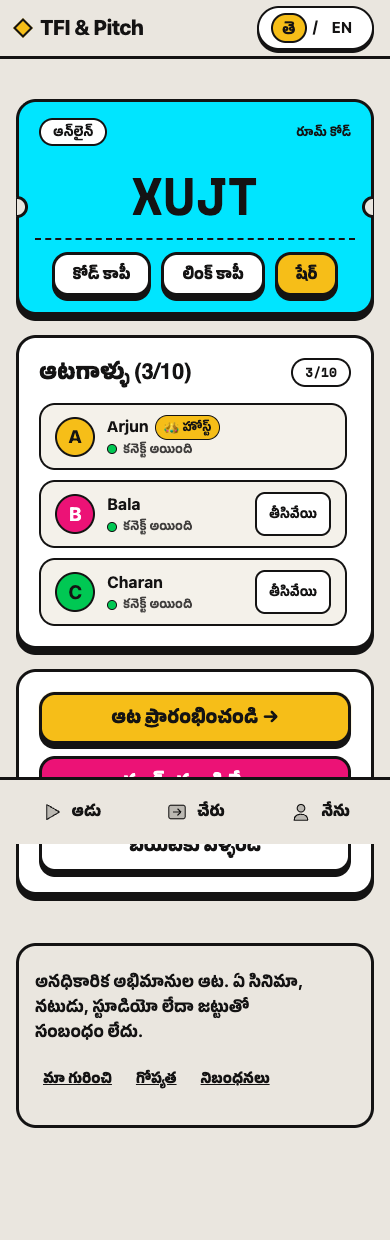 TFI & Pitch
తె / EN
ఆన్‌లైన్
రూమ్ కోడ్
XUJT
కోడ్ కాపీ
లింక్ కాపీ
షేర్
ఆటగాళ్ళు (3/10)
3/10
A
Arjun 👑 హోస్ట్
కనెక్ట్ అయింది
B
Bala
కనెక్ట్ అయింది
తీసివేయి
C
Charan
కనెక్ట్ అయింది
తీసివేయి
ఆట ప్రారంభించండి →
ఆడు
చేరు
నేను
అనధికారిక అభిమానుల ఆట. ఏ సినిమా,
నటుడు, స్టూడియో లేదా జట్టుతో
సంబంధం లేదు.
మా గురించి
గోప్యత
నిబంధనలు